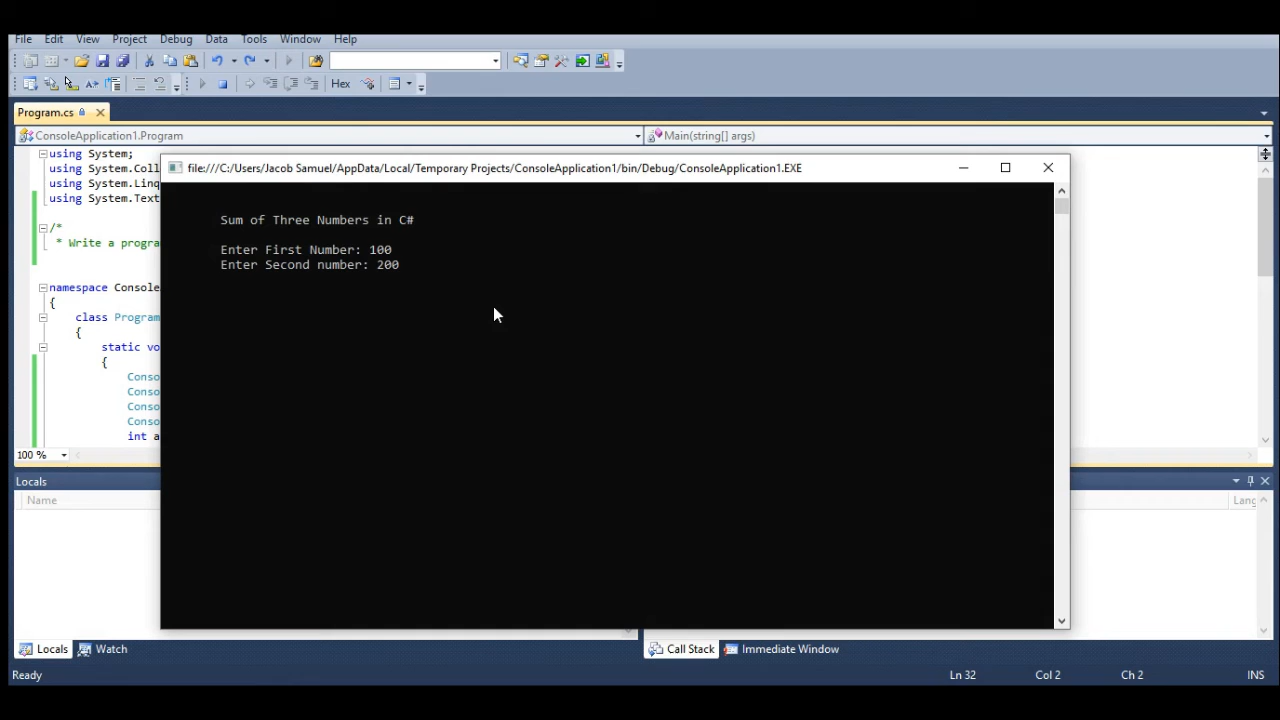 File Edit View Project Debug Data Tools Window Help
Hex
Program.cs
ConsoleApplication1.Program
Main(string[] args)
file:///C:/Users/Jacob Samuel/AppData/Local/Temporary Projects/ConsoleApplication1/bin/Debug/ConsoleApplication1.EXE
Sum of Three Numbers in C#
Enter First Number: 100
Enter Second number: 200
using System;
using System.Coll
using System.Linq
using System.Text
/*
* Write a progra
namespace Console
{
class Program
{
static vo
{
Conso
Conso
Conso
Conso
int a
100 %
Locals
Name
Lang
Locals Watch
Call Stack Immediate Window
Ready Ln 32 Col 2 Ch 2 INS